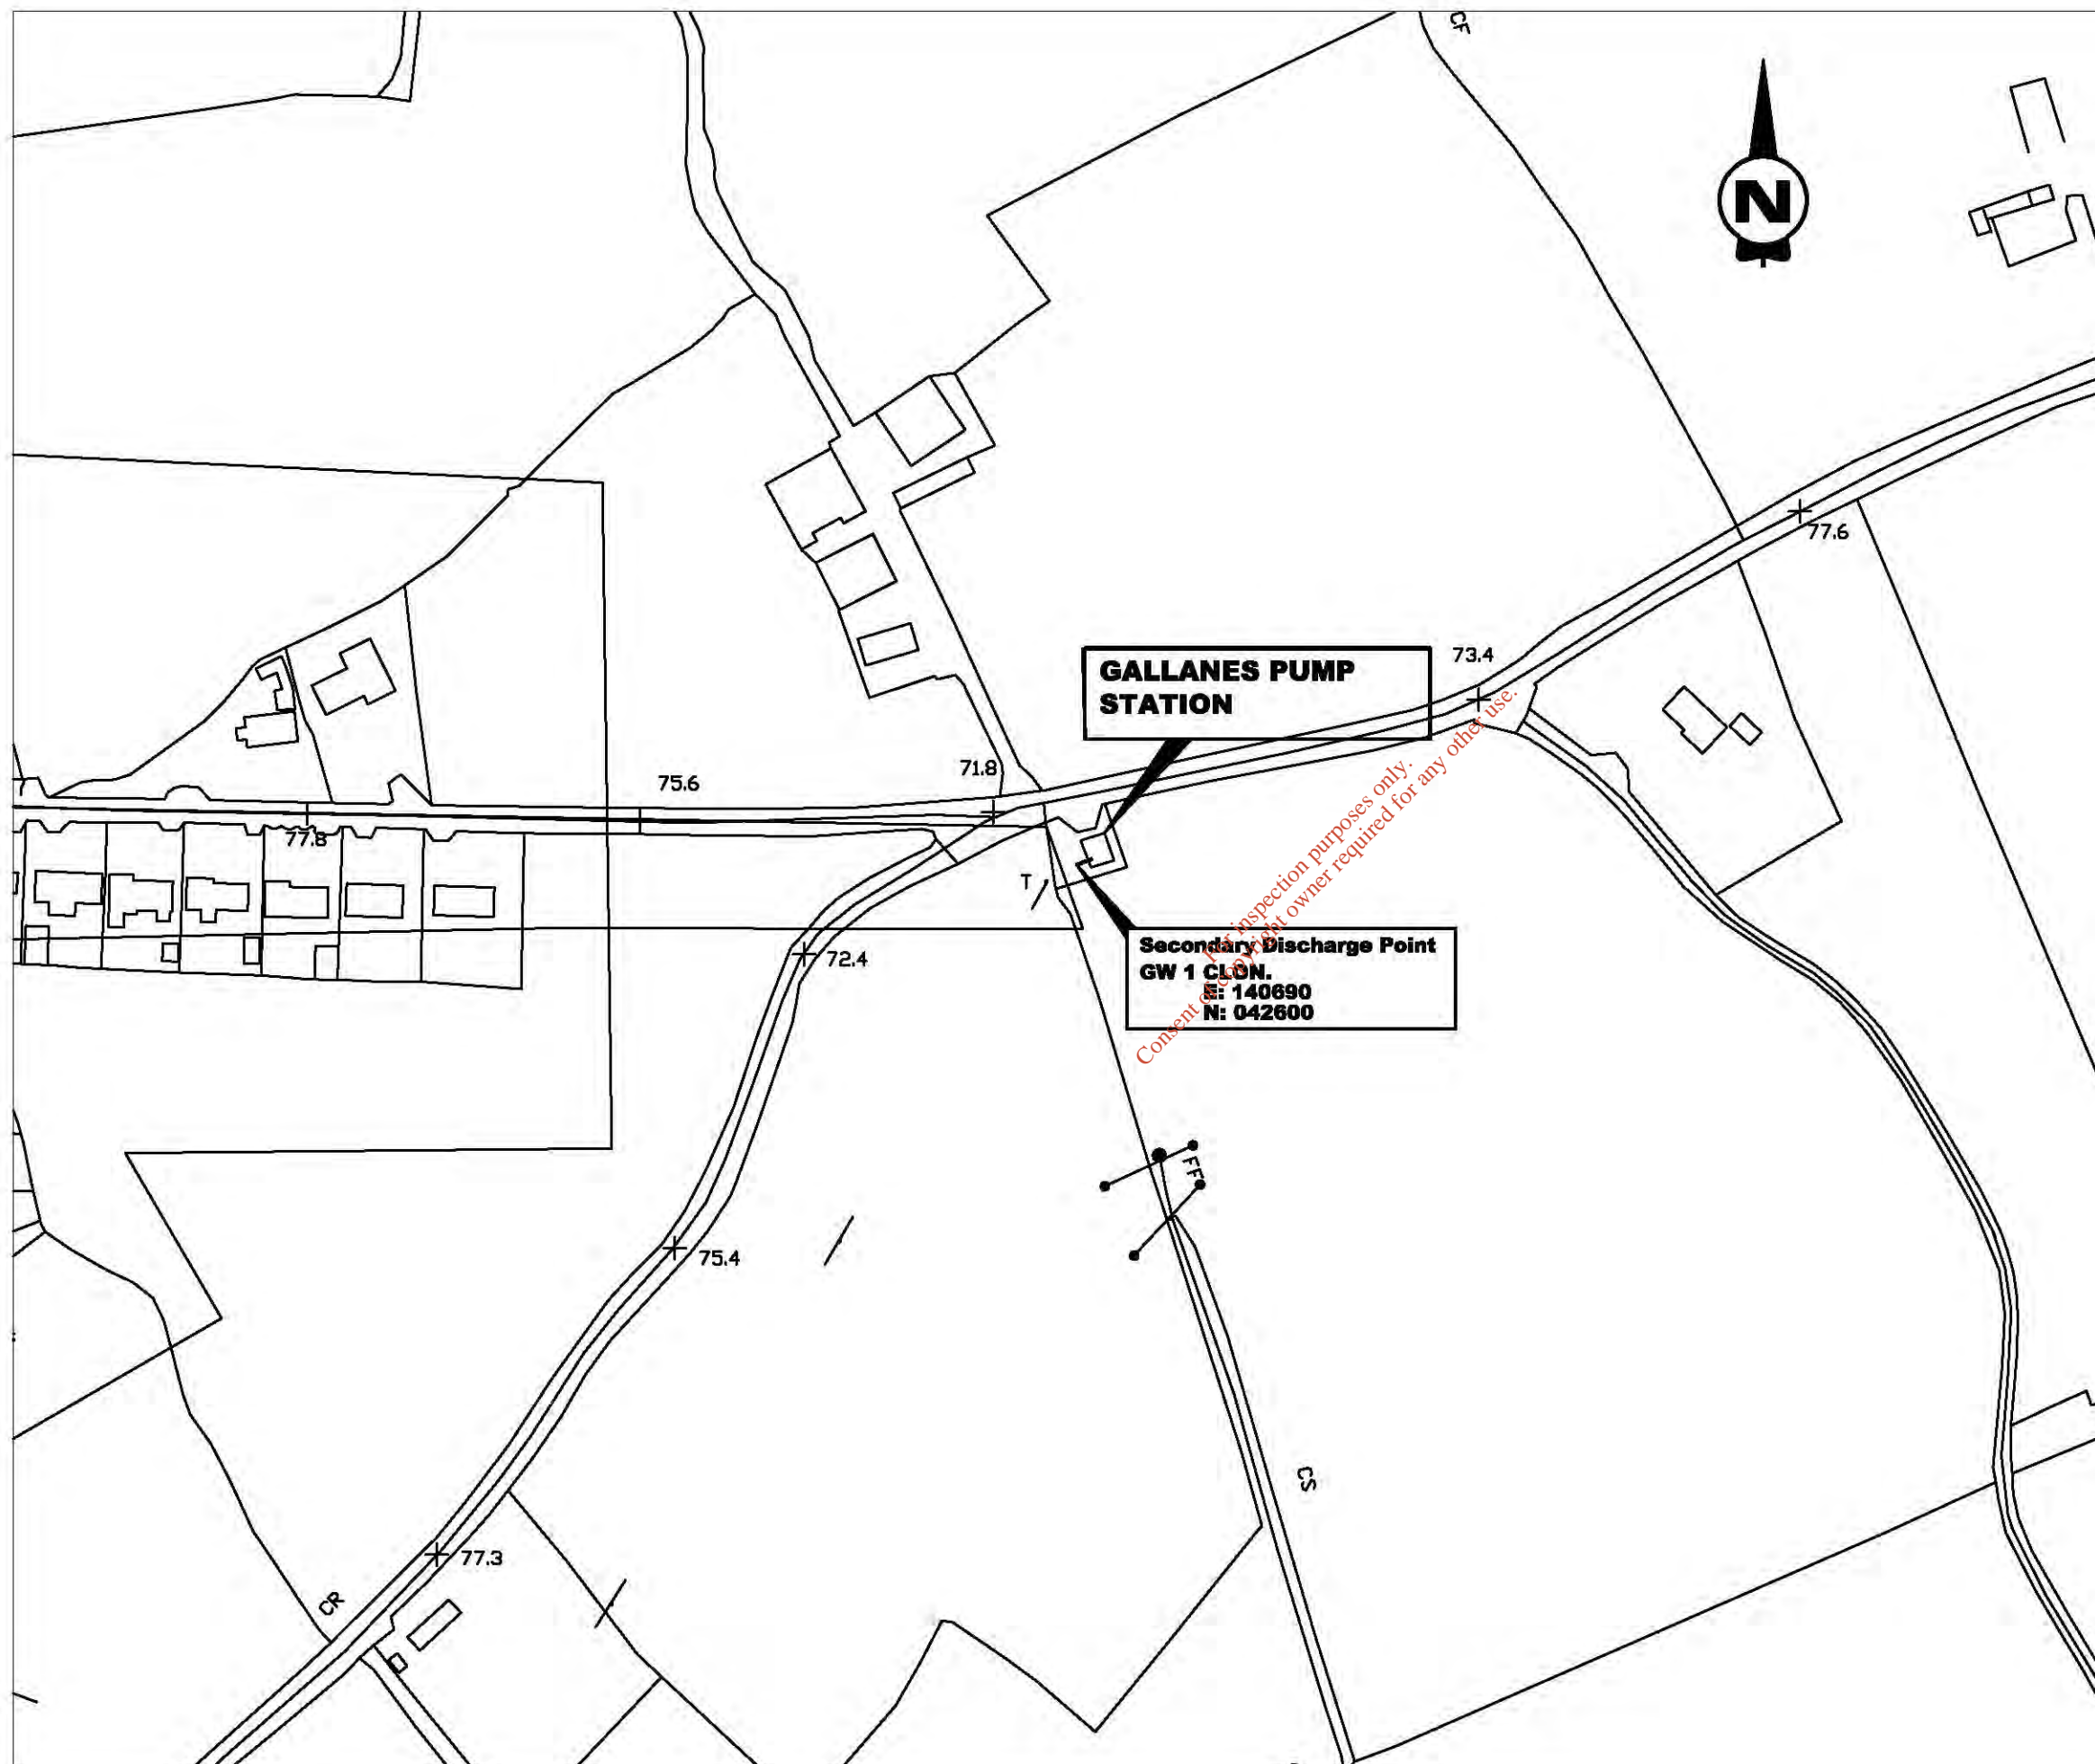 CF
N
77.6
GALLANES PUMP
STATION
73.4
71.8
75.6
77.8
T
72.4
Secondary Discharge Point
GW 1 CLON.
E: 140690
N: 042600
For inspection purposes only.
Consent of copyright owner required for any other use.
FF
75.4
CS
77.3
CR